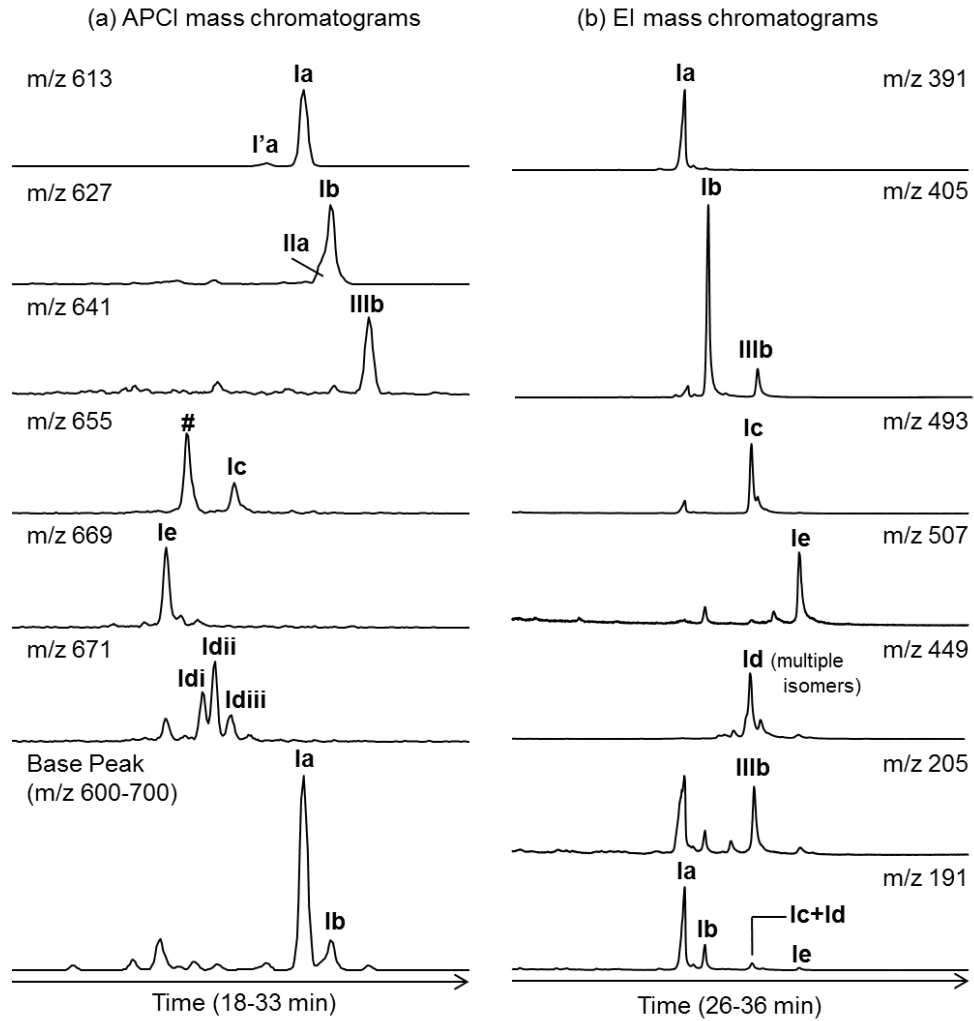 (a) APCI mass chromatograms
m/z 613
Ia
I’a
m/z 627
Ib
IIa
m/z 641
IIIb
m/z 655
#
Ic
m/z 669
Ie
m/z 671
Idii
Idi
Idiii
Base Peak
(m/z 600-700)
Ia
Ib
Time (18-33 min)
(b) EI mass chromatograms
Ia
m/z 391
Ib
m/z 405
IIIb
m/z 493
Ic
m/z 507
Ie
m/z 449
Id (multiple
isomers)
m/z 205
IIIb
m/z 191
Ia
Ib
Ic+Id
Ie
Time (26-36 min)